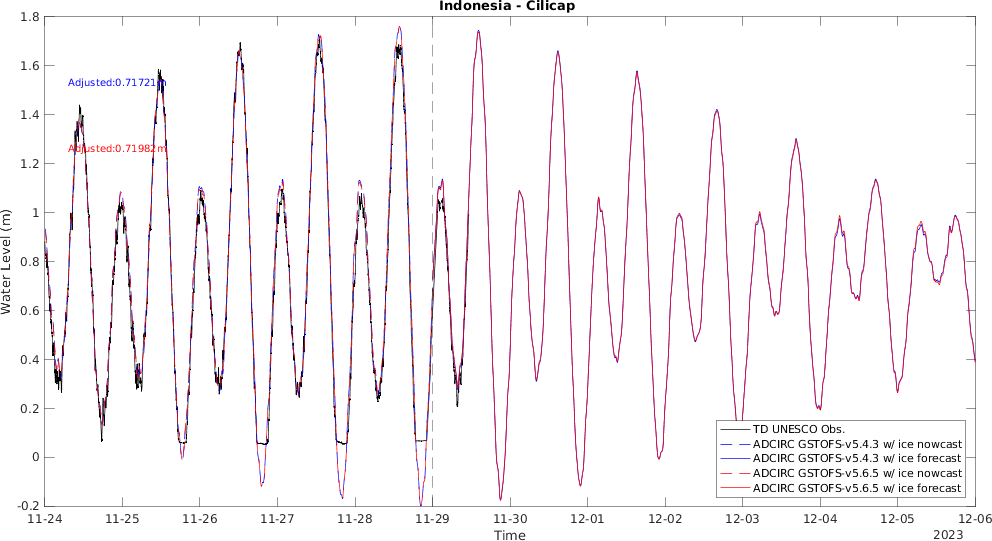 Indonesia - Cilicap
Water Level (m)
1.8
1.6
1.4
1.2
1
0.8
0.6
0.4
0.2
0
-0.2
Adjusted:0.71721m
Adjusted:0.71982m
TD UNESCO Obs.
ADCIRC GSTOFS-v5.4.3 w/ ice nowcast
ADCIRC GSTOFS-v5.4.3 w/ ice forecast
ADCIRC GSTOFS-v5.6.5 w/ ice nowcast
ADCIRC GSTOFS-v5.6.5 w/ ice forecast
11-24 11-25 11-26 11-27 11-28 11-29 11-30 12-01 12-02 12-03 12-04 12-05 12-06
Time
2023